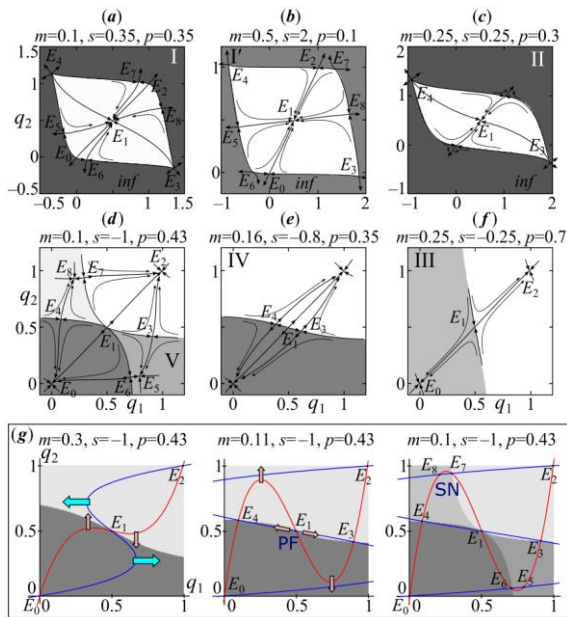 (a) (b) (c)
m=0.1, s=0.35, p=0.35 m=0.5, s=2, p=0.1 m=0.25, s=0.25, p=0.3
1.5 I 2 I' 2 II
E4 E7 E2 E8 E1 E5 E0 E6 E3 inf
E4 E2 E7 E1 E8 E5 E3 E6 E0 inf
E4 E1 E3 inf
q2
1 0 −0.5
1 0 −1
1 0 −1
−0.5 0 0.5 1 1.5 −1 0 1 2 −1 0 1 2
(d) (e) (f)
m=0.1, s=−1, p=0.43 m=0.16, s=−0.8, p=0.35 m=0.25, s=−0.25, p=0.7
q2 1 0.5 0
E8 E7 E2 E4 E3 E1 E0 E6 E5 V
IV E4 E3 E1
III E2 E1 E0
0 0.5 q1 1 0 0.5 q1 1 0 0.5 q1 1
(g)
m=0.3, s=−1, p=0.43 m=0.11, s=−1, p=0.43 m=0.1, s=−1, p=0.43
q2
1 0.5 0
E2 E1 E0
E2 E4 E1 PF E3 E0
E8 E7 SN E2 E4 E1 E3 E6 E5
0 0.5 1 q1 0 0.5 1 0 0.5 1